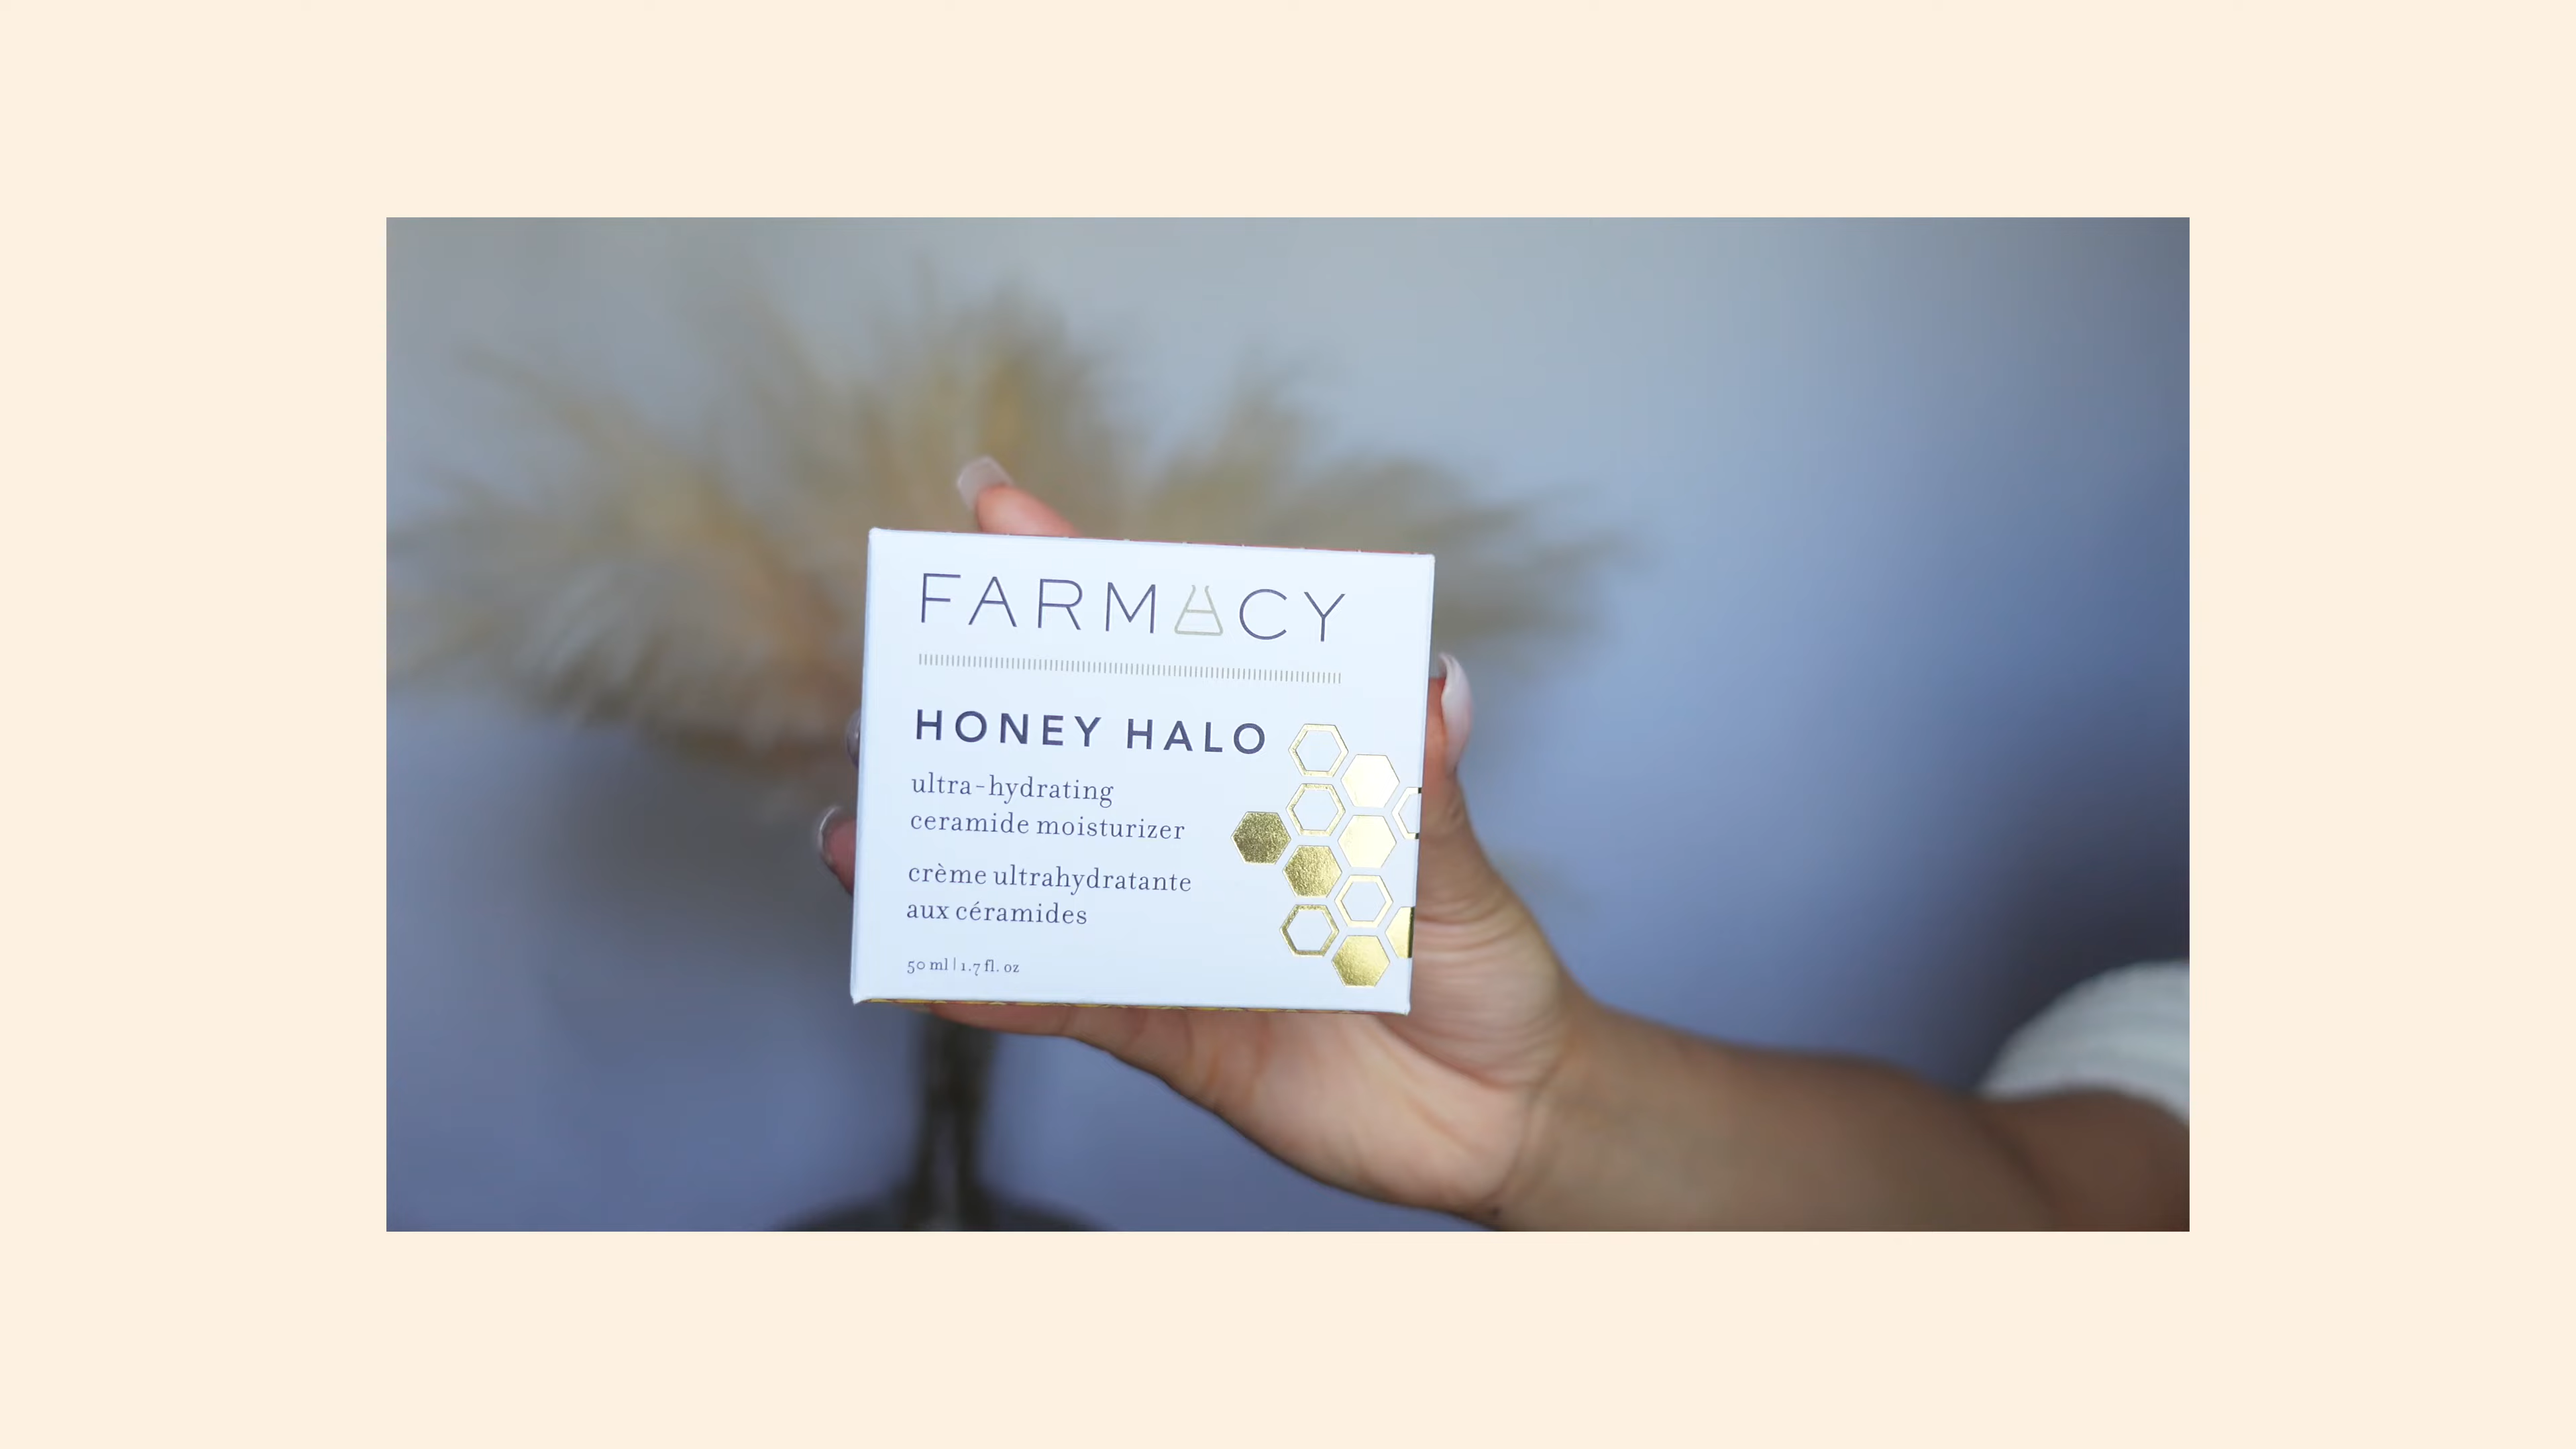 FARMACY
HONEY HALO
ultra-hydrating
ceramide moisturizer
crème ultrahydratante
aux céramides
50 ml | 1.7 fl. oz